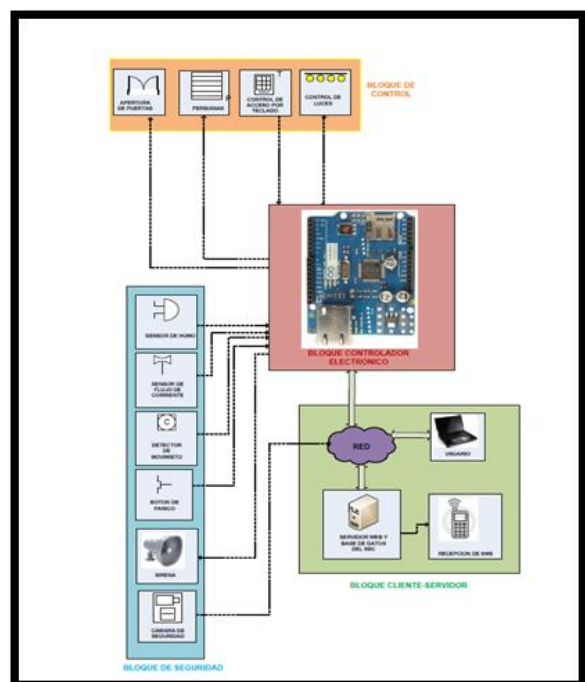 APERTURA
DE PUERTAS
PERSIANAS
CONTROL DE
ACCESO POR
TECLADO
CONTROL DE
LUCES
BLOQUE DE
CONTROL
BLOQUE CONTROLADOR
ELECTRONICO
SENSOR DE HUMO
SENSOR DE
FLUJO DE
CORRIENTE
C
DETECTOR
DE
MOVIMIETO
BOTON DE
PANICO
SIRENA
CAMARA DE
SEGURIDAD
BLOQUE DE SEGURIDAD
RED
USUARIO
SERVIDOR WEB Y
BASE DE DATOS
RECEPCION DE SMS
BLOQUE CLIENTE-SERVIDOR